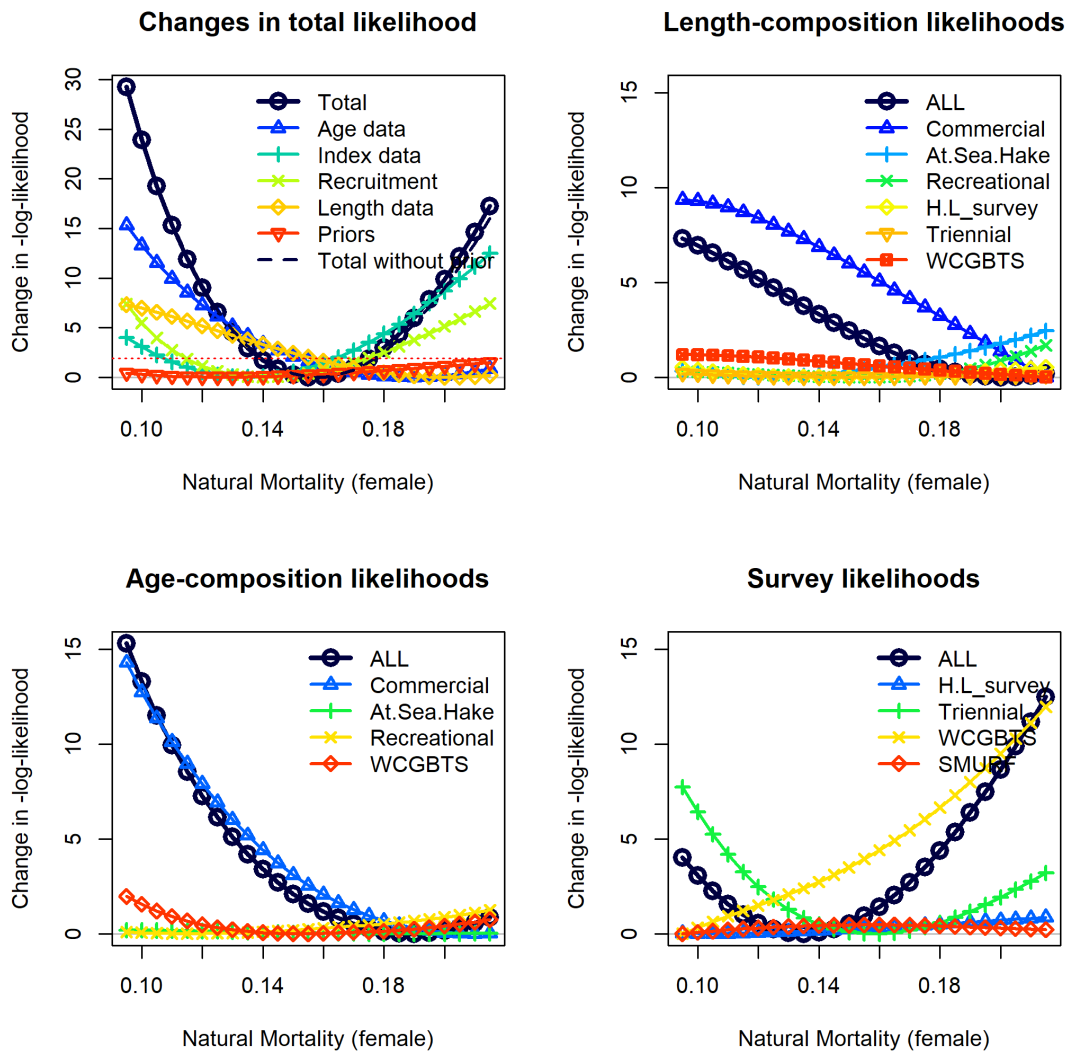 Changes in total likelihood
Change in -log-likelihood
30
25
20
15
10
5
0
Total
Age data
Index data
Recruitment
Length data
Priors
Total without prior
0.10 0.14 0.18
Natural Mortality (female)
Length-composition likelihoods
Change in -log-likelihood
15
10
5
0
ALL
Commercial
At.Sea.Hake
Recreational
H.L_survey
Triennial
WCGBTS
0.10 0.14 0.18
Natural Mortality (female)
Age-composition likelihoods
Change in -log-likelihood
15
10
5
0
ALL
Commercial
At.Sea.Hake
Recreational
WCGBTS
0.10 0.14 0.18
Natural Mortality (female)
Survey likelihoods
Change in -log-likelihood
15
10
5
0
ALL
H.L_survey
Triennial
WCGBTS
SMURF
0.10 0.14 0.18
Natural Mortality (female)